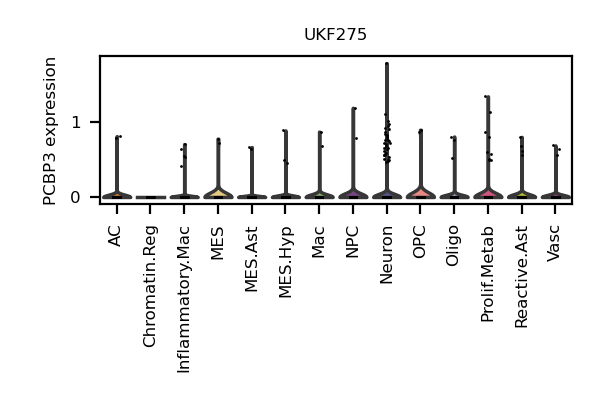 UKF275
PCBP3 expression
1
0
AC
Chromatin.Reg
Inflammatory.Mac
MES
MES.Ast
MES.Hyp
Mac
NPC
Neuron
OPC
Oligo
Prolif.Metab
Reactive.Ast
Vasc